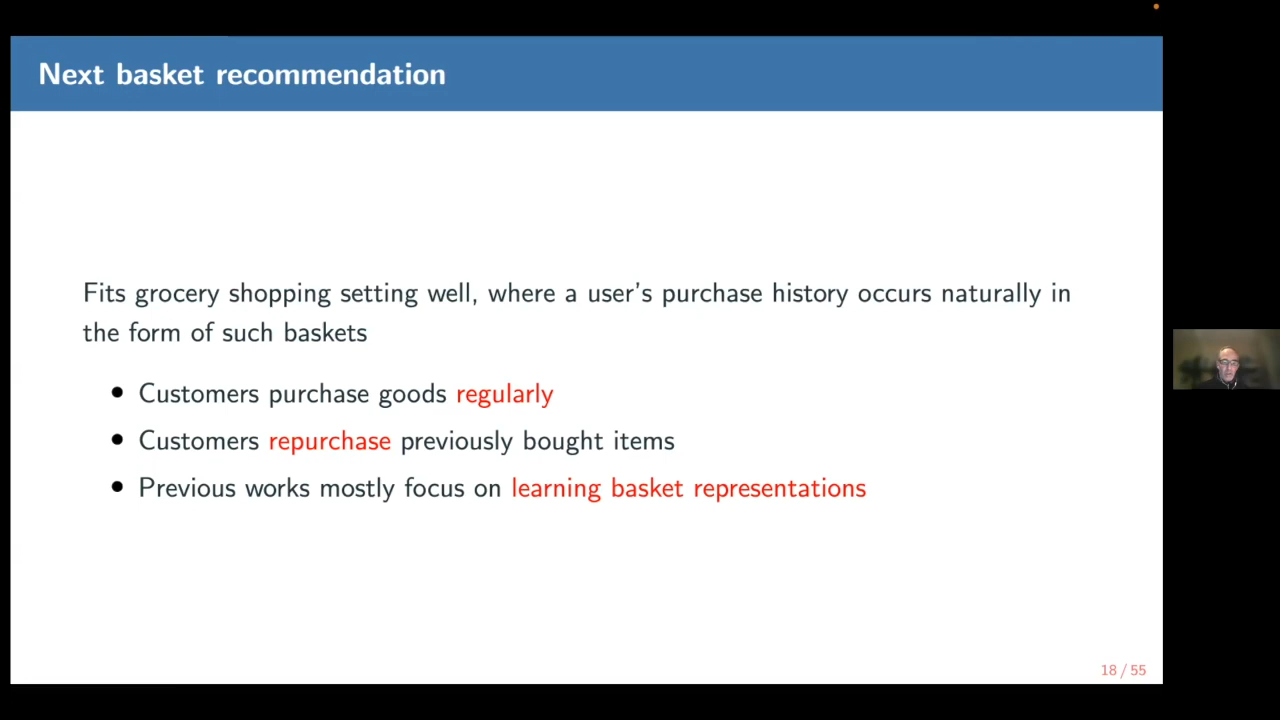 Next basket recommendation
Fits grocery shopping setting well, where a user's purchase history occurs naturally in
the form of such baskets
• Customers purchase goods regularly
• Customers repurchase previously bought items
• Previous works mostly focus on learning basket representations
18 / 55